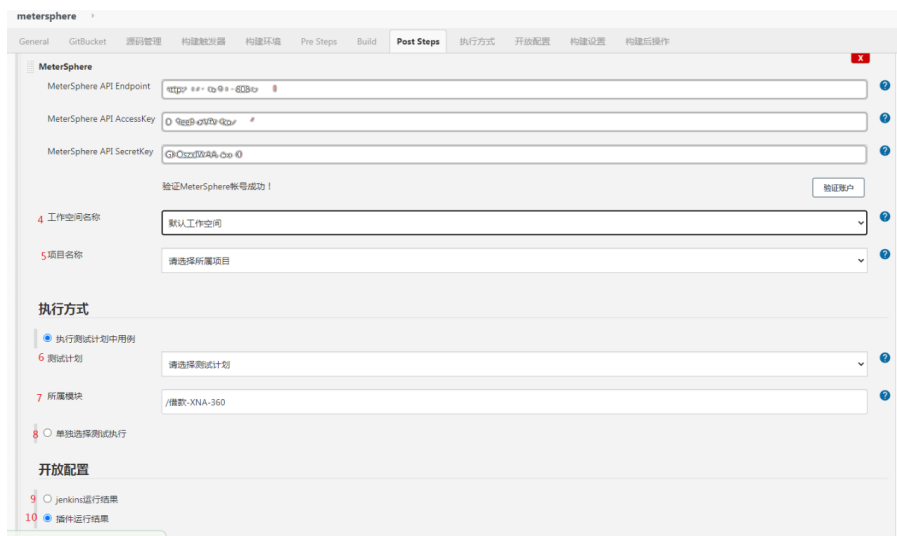 metersphere
General GitBucket 源码管理 构建触发器 构建环境 Pre Steps Build Post Steps 执行方式 开放配置 构建设置 构建后操作
MeterSphere X
MeterSphere API Endpoint ?
MeterSphere API AccessKey ?
MeterSphere API SecretKey ?
验证MeterSphere帐号成功！ 验证账户
4 工作空间名称 默认工作空间 ?
5 项目名称 请选择所属项目 ?
执行方式
执行测试计划中用例
6 测试计划 请选择测试计划 ?
7 所属模块 /借款-XNA-360 ?
8 单独选择测试执行
开放配置
9 jenkins运行结果
10 插件运行结果